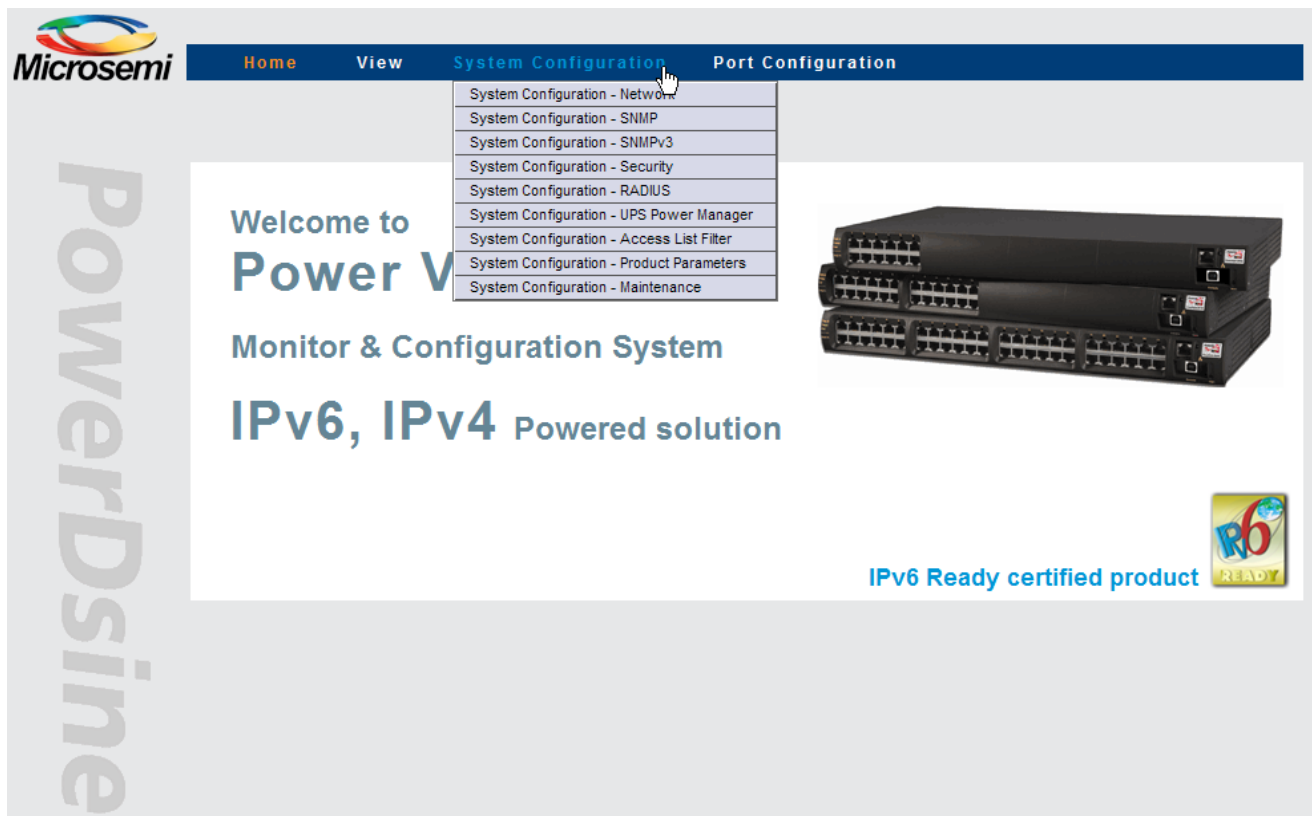 Microsemi
Home View System Configuration Port Configuration
System Configuration - Network
System Configuration - SNMP
System Configuration - SNMPv3
System Configuration - Security
System Configuration - RADIUS
System Configuration - UPS Power Manager
System Configuration - Access List Filter
System Configuration - Product Parameters
System Configuration - Maintenance
PowerDsine
Welcome to
Power V
Monitor & Configuration System
IPv6, IPv4 Powered solution
IPv6 Ready certified product
IPv6
READY